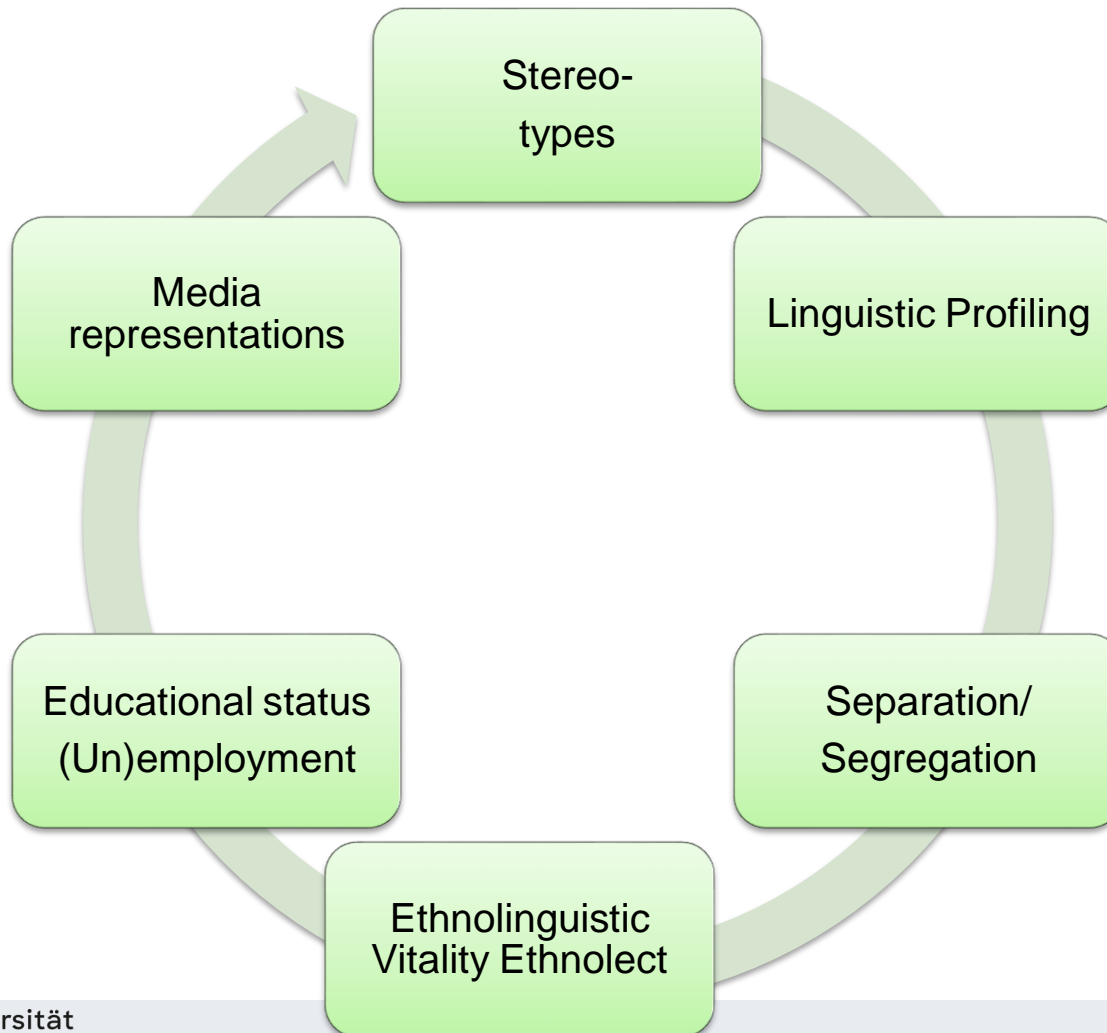 Stereo-
types
Linguistic Profiling
Separation/
Segregation
Ethnolinguistic
Vitality Ethnolect
Educational status
(Un)employment
Media
representations
rsität